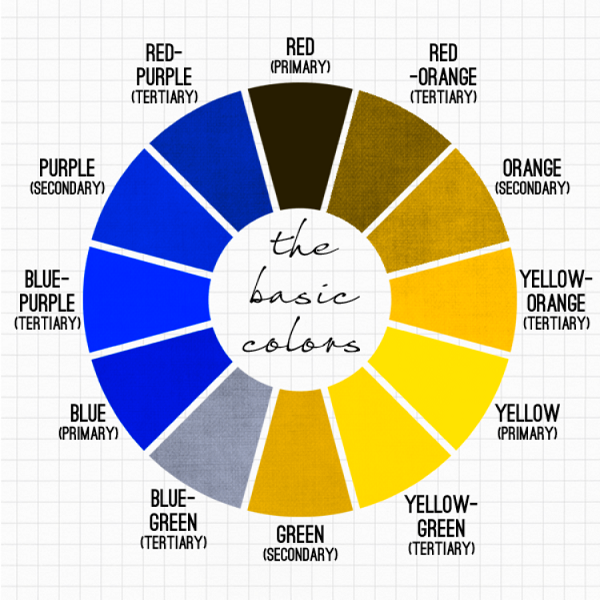 RED
(PRIMARY)
RED
-ORANGE
(TERTIARY)
ORANGE
(SECONDARY)
YELLOW-
ORANGE
(TERTIARY)
YELLOW
(PRIMARY)
YELLOW-
GREEN
(TERTIARY)
GREEN
(SECONDARY)
BLUE-
GREEN
(TERTIARY)
BLUE
(PRIMARY)
BLUE-
PURPLE
(TERTIARY)
PURPLE
(SECONDARY)
RED-
PURPLE
(TERTIARY)
the
basic
colors